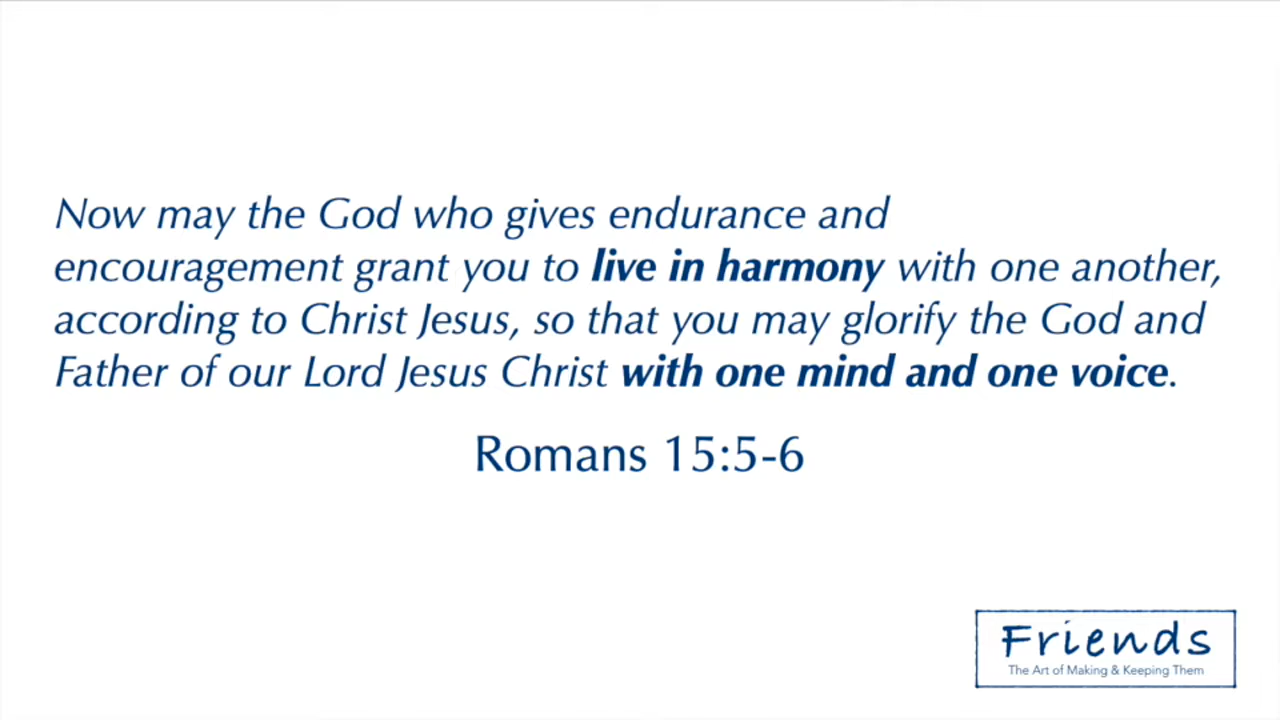 Now may the God who gives endurance and
encouragement grant you to live in harmony with one another,
according to Christ Jesus, so that you may glorify the God and
Father of our Lord Jesus Christ with one mind and one voice.
Romans 15:5-6
Friends
The Art of Making & Keeping Them